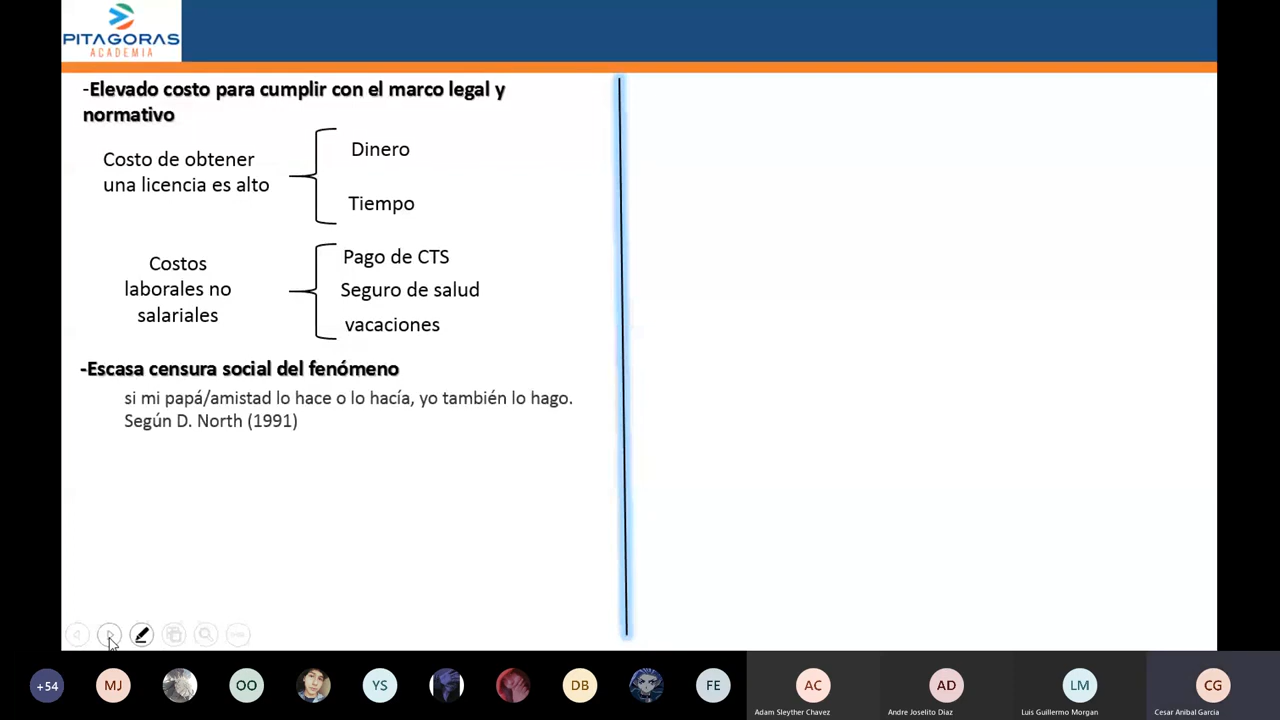 PITAGORAS
ACADEMIA
-Elevado costo para cumplir con el marco legal y
normativo
Costo de obtener
una licencia es alto
Dinero
Tiempo
Costos
laborales no
salariales
Pago de CTS
Seguro de salud
vacaciones
-Escasa censura social del fenómeno
si mi papá/amistad lo hace o lo hacía, yo también lo hago.
Según D. North (1991)
+54
MJ
OO
YS
DB
FE
AC
AD
LM
CG
Adam Sleyther Chavez
Andre Joselito Diaz
Luis Guillermo Morgan
Cesar Anibal Garcia